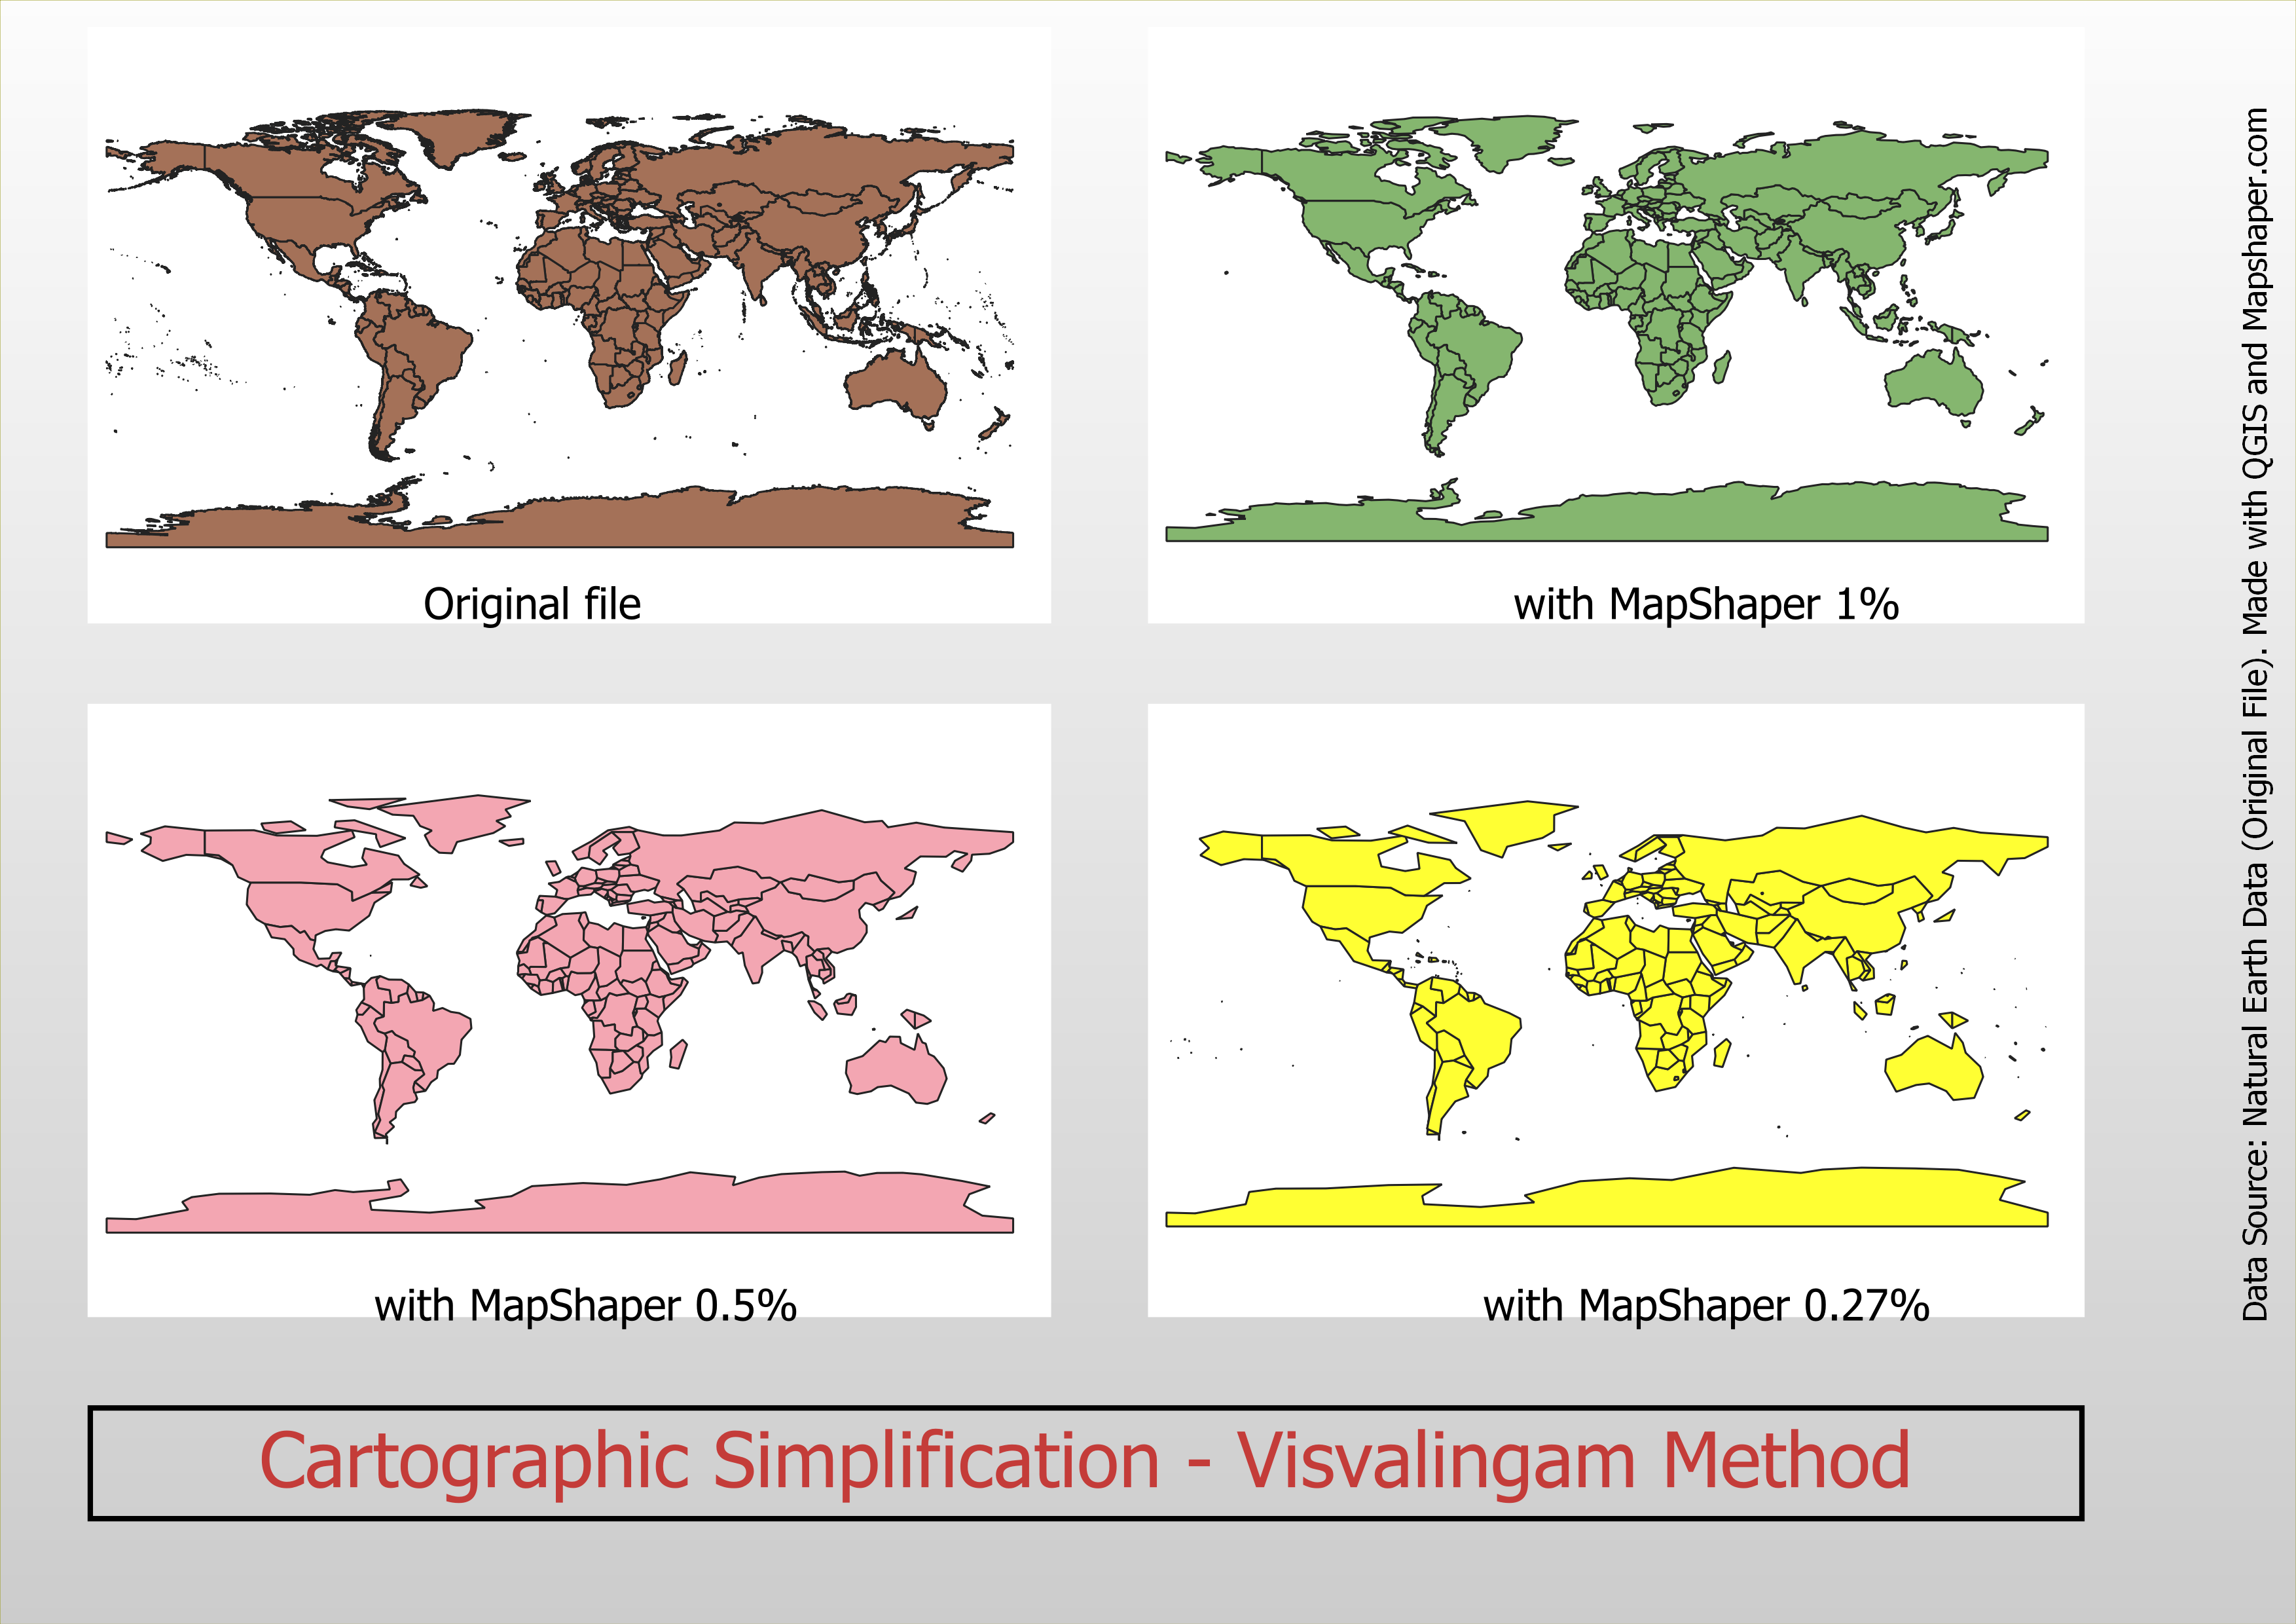 Original file
with MapShaper 1%
with MapShaper 0.5%
with MapShaper 0.27%
Cartographic Simplification - Visvalingam Method
Data Source: Natural Earth Data (Original File). Made with QGIS and Mapshaper.com